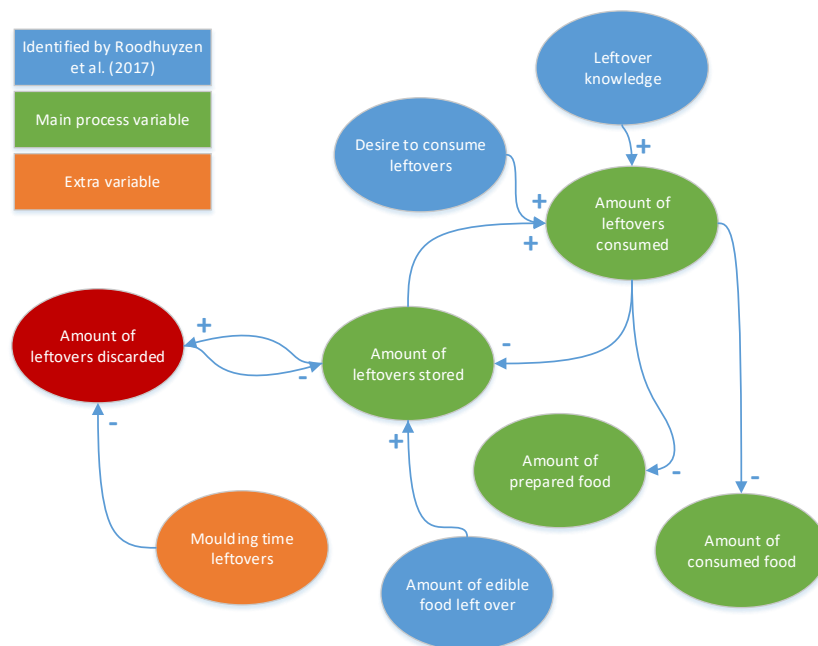 Identified by Roodhuyzen
et al. (2017)
Main process variable
Extra variable
Leftover
knowledge
+
Desire to consume
leftovers
+
+
Amount of
leftovers
consumed
Amount of
leftovers discarded
+
-
Amount of
leftovers stored
-
-
+
Amount of
prepared food
-
-
Moulding time
leftovers
Amount of edible
food left over
Amount of
consumed food